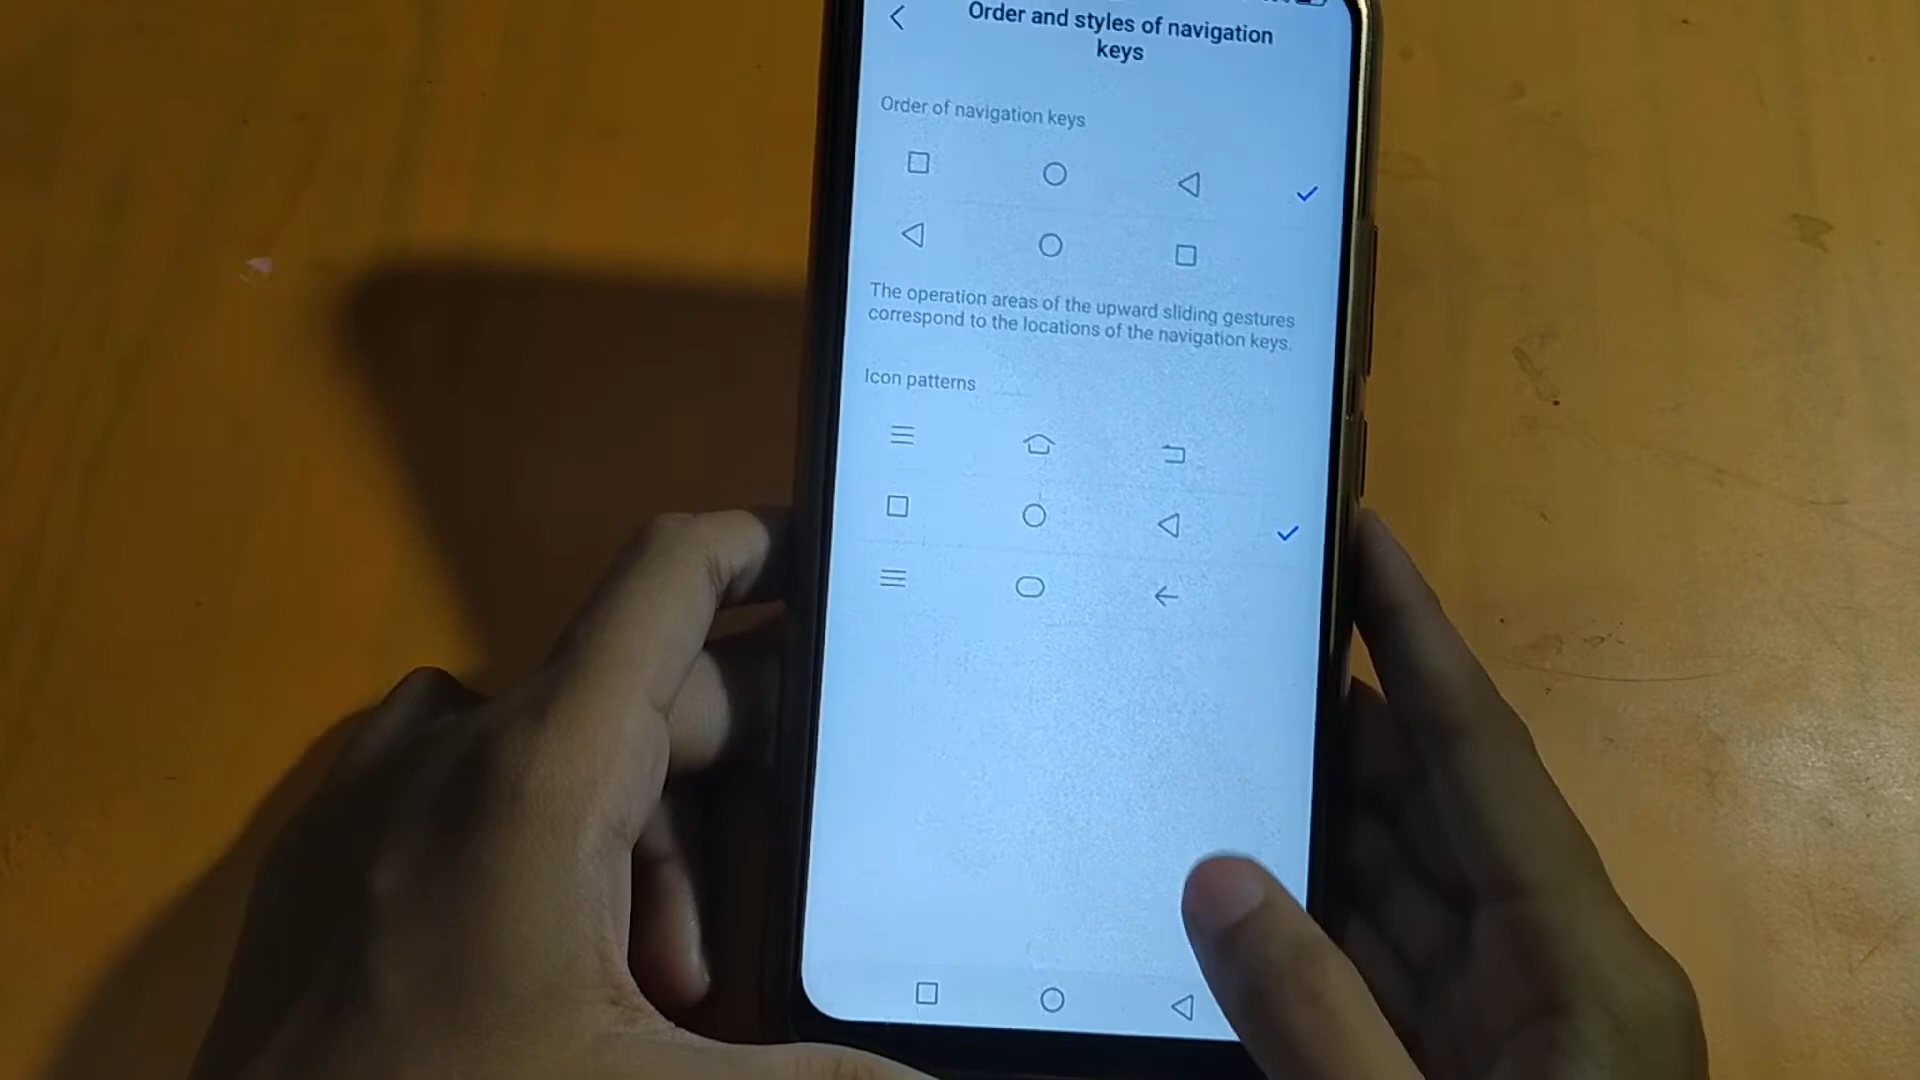 Order and styles of navigation
keys
Order of navigation keys
The operation areas of the upward sliding gestures
correspond to the locations of the navigation keys.
Icon patterns